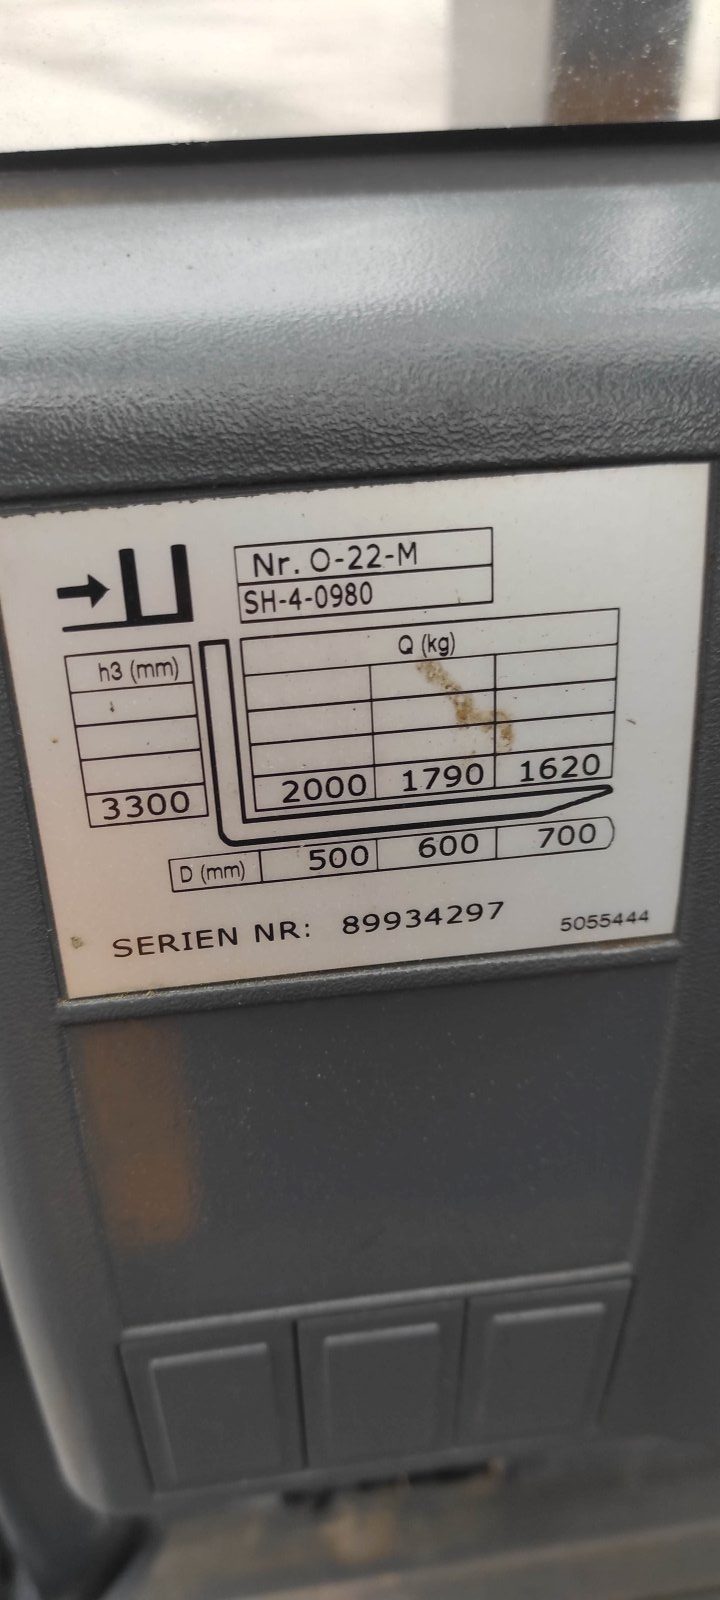 Nr. O-22-M
SH-4-0980
h3 (mm)
Q (kg)
3300
2000 1790 1620
D (mm) 500 600 700
SERIEN NR: 89934297
5055444